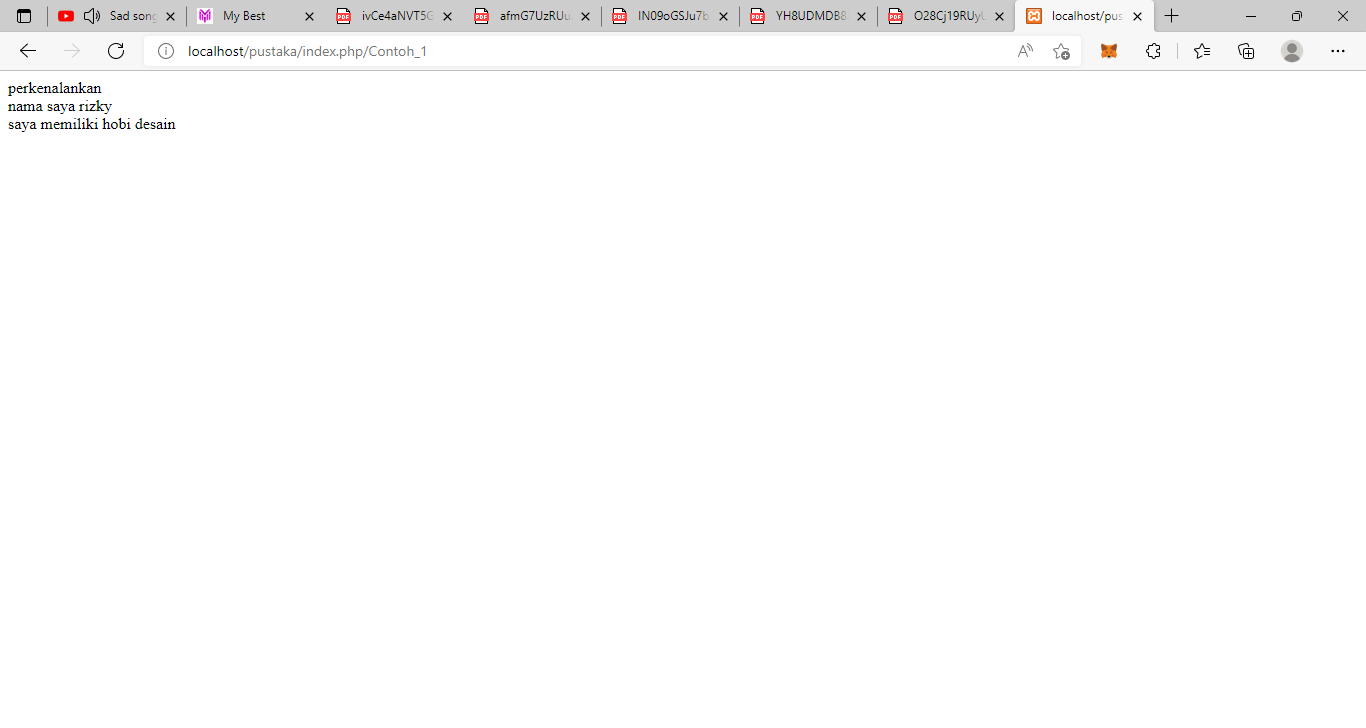 Sad song
My Best
ivCe4aNVT5G
afmG7UzRUu
IN09oGSJu7b
YH8UDMDB8
O28Cj19RUyU
localhost/pus
localhost/pustaka/index.php/Contoh_1
perkenalankan
nama saya rizky
saya memiliki hobi desain